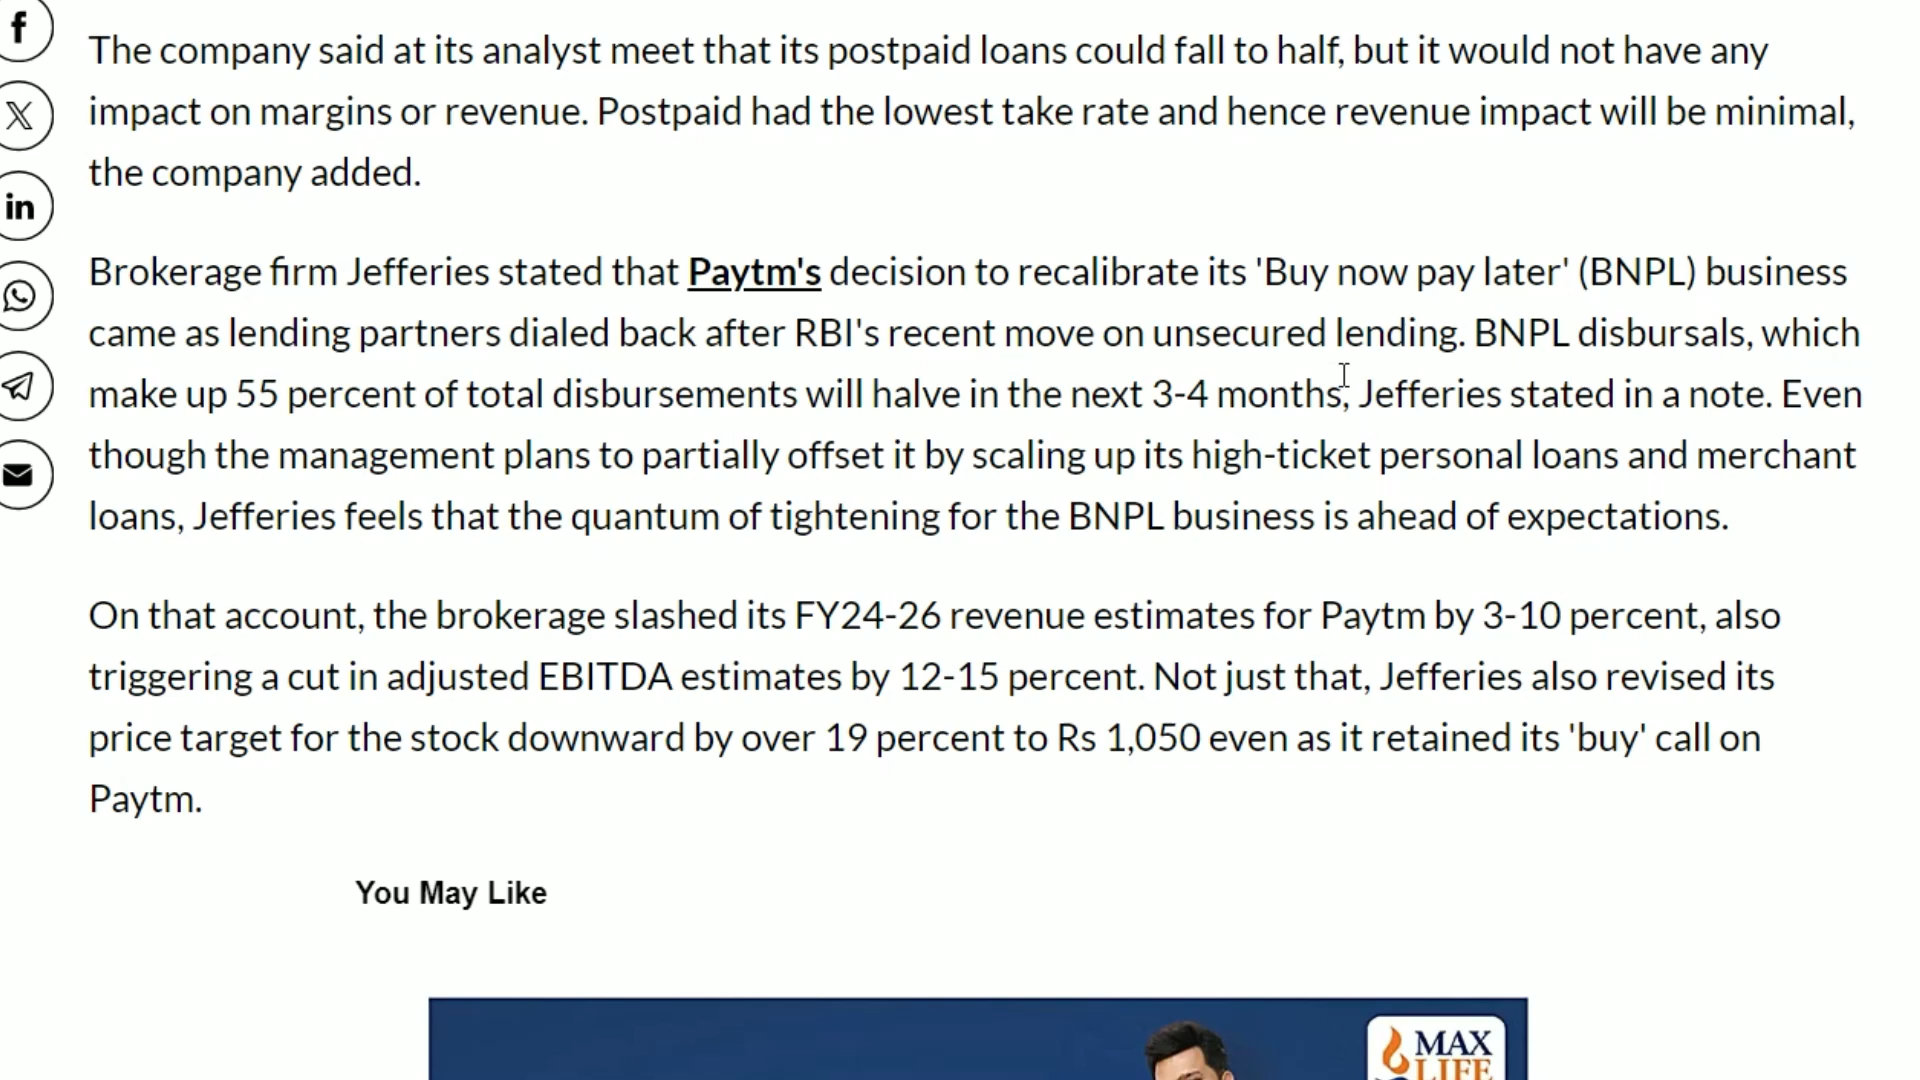 The company said at its analyst meet that its postpaid loans could fall to half, but it would not have any
impact on margins or revenue. Postpaid had the lowest take rate and hence revenue impact will be minimal,
the company added.
Brokerage firm Jefferies stated that Paytm's decision to recalibrate its 'Buy now pay later' (BNPL) business
came as lending partners dialed back after RBI's recent move on unsecured lending. BNPL disbursals, which
make up 55 percent of total disbursements will halve in the next 3-4 months, Jefferies stated in a note. Even
though the management plans to partially offset it by scaling up its high-ticket personal loans and merchant
loans, Jefferies feels that the quantum of tightening for the BNPL business is ahead of expectations.
On that account, the brokerage slashed its FY24-26 revenue estimates for Paytm by 3-10 percent, also
triggering a cut in adjusted EBITDA estimates by 12-15 percent. Not just that, Jefferies also revised its
price target for the stock downward by over 19 percent to Rs 1,050 even as it retained its 'buy' call on
Paytm.
You May Like
MAX
LIFE